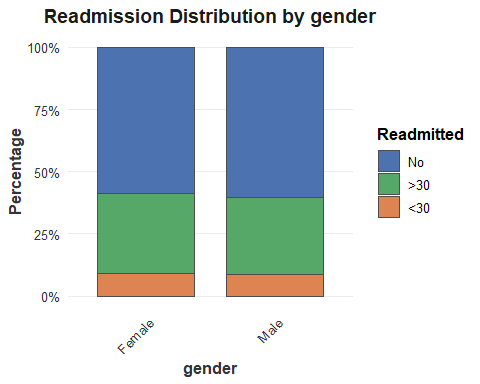 Readmission Distribution by gender
100%
75%
50%
25%
0%
Percentage
Female
Male
gender
Readmitted
No
>30
<30